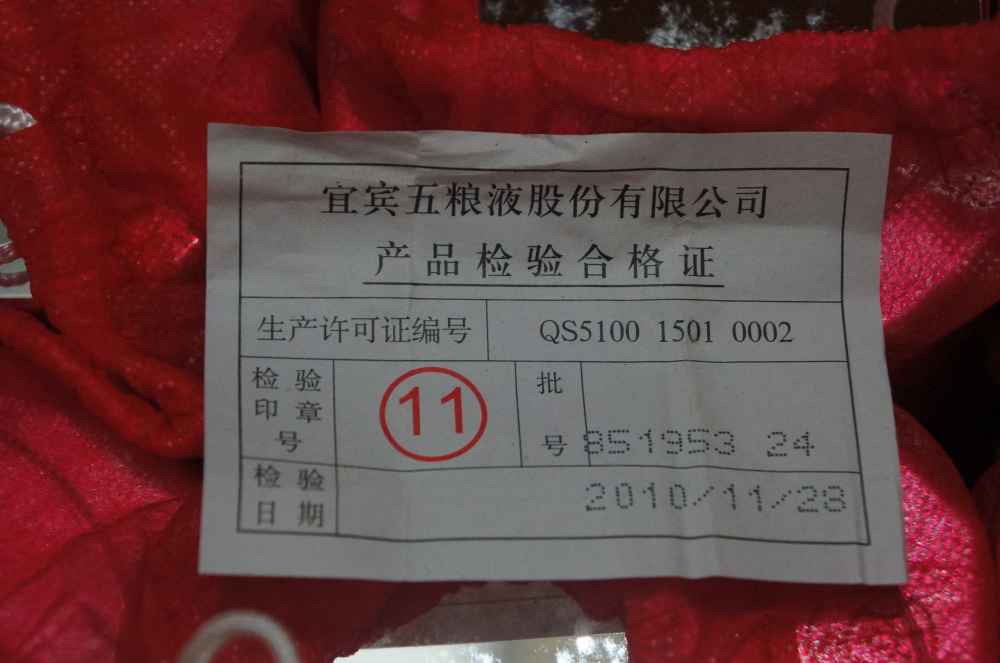 宜宾五粮液股份有限公司
产品检验合格证
生产许可证编号 QS5100 1501 0002
检验印章号 11 批号 851953 24
检验日期 2010/11/28